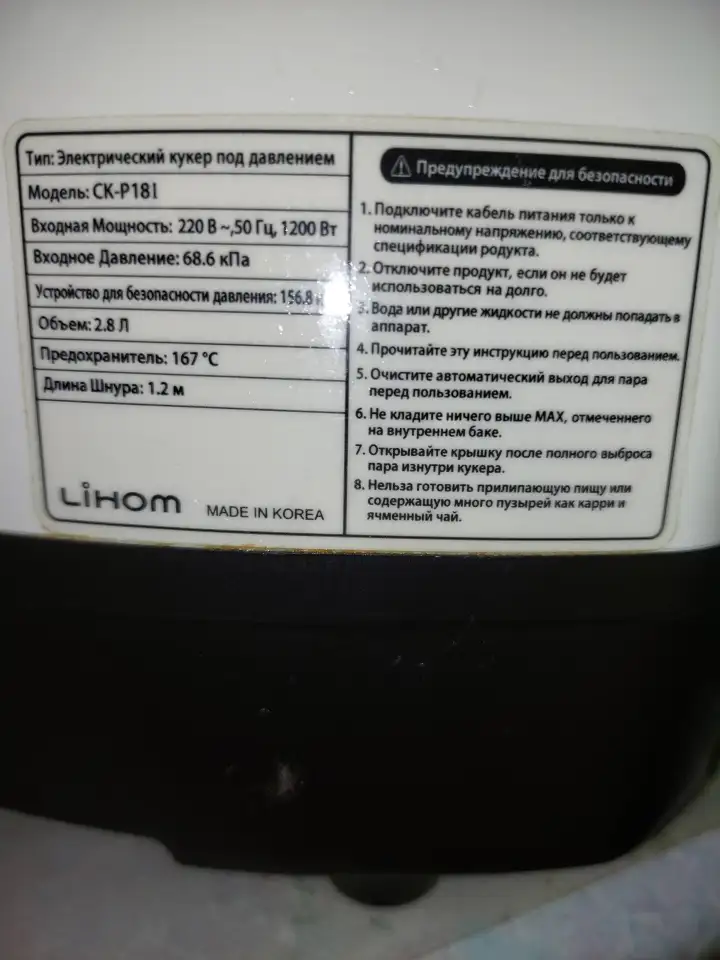 Тип: Электрический кукер под давлением
Модель: CK-P18I
Входная Мощность: 220 В ~,50 Гц, 1200 Вт
Входное Давление: 68.6 кПа
Устройство для безопасности давления: 156.8
Объем: 2.8 Л
Предохранитель: 167 °C
Длина Шнура: 1.2 м
LiHOM MADE IN KOREA
Предупреждение для безопасности
1. Подключите кабель питания только к
номинальному напряжению, соответствующему
спецификации родукта.
2. Отключите продукт, если он не будет
использоваться на долго.
3. Вода или другие жидкости не должны попадать в
аппарат.
4. Прочитайте эту инструкцию перед пользованием.
5. Очистите автоматический выход для пара
перед пользованием.
6. Не кладите ничего выше MAX, отмеченнего
на внутреннем баке.
7. Открывайте крышку после полного выброса
пара изнутри кукера.
8. Нельза готовить прилипающую пищу или
содержащую много пузырей как карри и
ячменный чай.